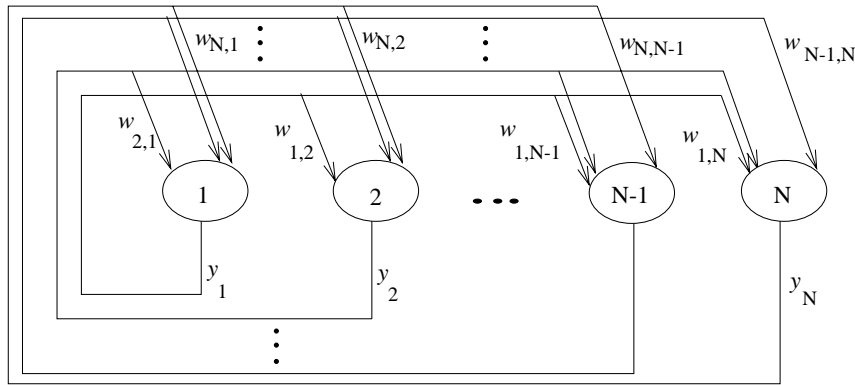 w N,1
w N,2
w N,N-1
w N-1,N
w 2,1
w 1,2
w 1,N-1
w 1,N
1
2
N-1
N
y 1
y 2
y N